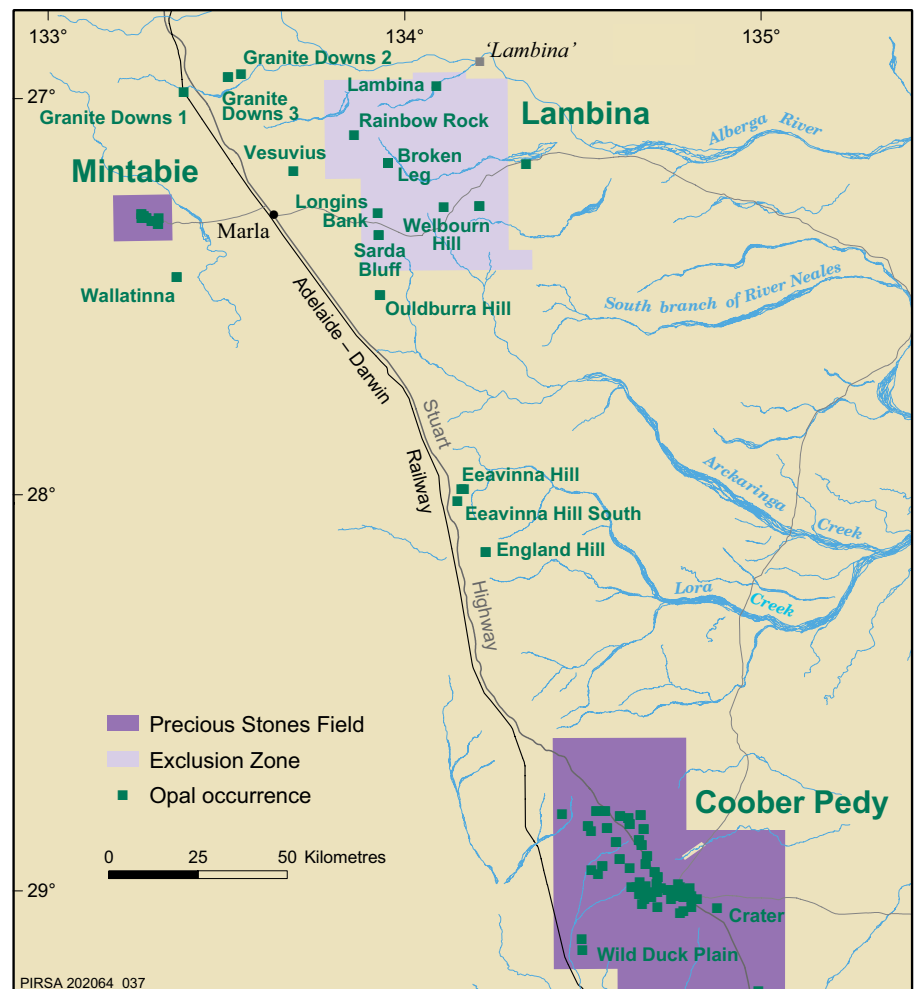 133°
134°
135°
'Lambina'
Granite Downs 2
27°
Lambina
Granite
Downs 3
Granite Downs 1
Lambina
Rainbow Rock
Alberga River
Vesuvius
Broken
Leg
Mintabie
Longins
Bank
Welbourn
Hill
Marla
Sarda
Bluff
Wallatinna
Ouldburra Hill
South branch of River Neales
Adelaide – Darwin
Railway
Stuart
Highway
28°
Eeavinna Hill
Eeavinna Hill South
England Hill
Arckaringa
Creek
Lora
Creek
Precious Stones Field
Exclusion Zone
Opal occurrence
0 25 50 Kilometres
Coober Pedy
29°
Crater
Wild Duck Plain
PIRSA 202064_037